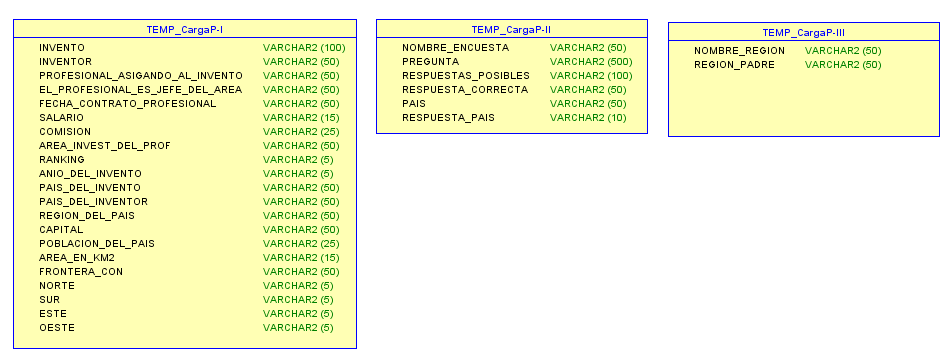 TEMP_CargaP-I
INVENTO VARCHAR2 (100)
INVENTOR VARCHAR2 (50)
PROFESIONAL_ASIGANDO_AL_INVENTO VARCHAR2 (50)
EL_PROFESIONAL_ES_JEFE_DEL_AREA VARCHAR2 (50)
FECHA_CONTRATO_PROFESIONAL VARCHAR2 (50)
SALARIO VARCHAR2 (15)
COMISION VARCHAR2 (25)
AREA_INVEST_DEL_PROF VARCHAR2 (50)
RANKING VARCHAR2 (5)
ANIO_DEL_INVENTO VARCHAR2 (5)
PAIS_DEL_INVENTO VARCHAR2 (50)
PAIS_DEL_INVENTOR VARCHAR2 (50)
REGION_DEL_PAIS VARCHAR2 (50)
CAPITAL VARCHAR2 (50)
POBLACION_DEL_PAIS VARCHAR2 (25)
AREA_EN_KM2 VARCHAR2 (15)
FRONTERA_CON VARCHAR2 (50)
NORTE VARCHAR2 (5)
SUR VARCHAR2 (5)
ESTE VARCHAR2 (5)
OESTE VARCHAR2 (5)
TEMP_CargaP-II
NOMBRE_ENCUESTA VARCHAR2 (50)
PREGUNTA VARCHAR2 (500)
RESPUESTAS_POSIBLES VARCHAR2 (100)
RESPUESTA_CORRECTA VARCHAR2 (50)
PAIS VARCHAR2 (50)
RESPUESTA_PAIS VARCHAR2 (10)
TEMP_CargaP-III
NOMBRE_REGION VARCHAR2 (50)
REGION_PADRE VARCHAR2 (50)